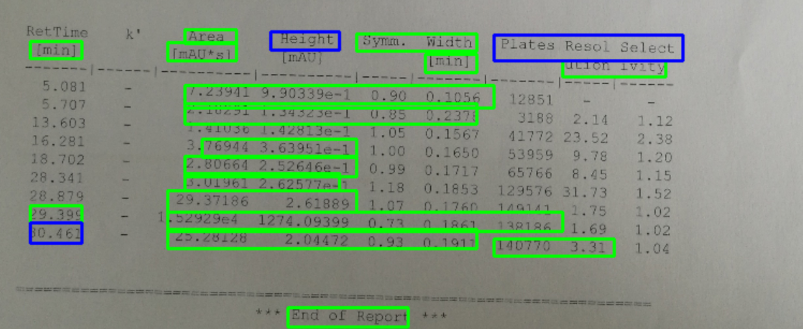 RetTime k' Area Height Symm. Width Plates Resol Select
[min] [mAU*s] [mAU] [min] ution ivity
-------|------|----------|----------|-----|-------|-------|------|------
5.081 - 7.23941 9.90339e-1 0.90 0.1056 12851 - -
5.707 - 2.10291 1.34323e-1 0.85 0.2378 3188 2.14 1.12
13.603 - 1.41036 1.42813e-1 1.05 0.1567 41772 23.52 2.38
16.281 - 3.76944 3.63951e-1 1.00 0.1650 53959 9.78 1.20
18.702 - 2.80664 2.52646e-1 0.99 0.1717 65766 8.45 1.15
28.341 - 3.01961 2.62577e-1 1.18 0.1853 129576 31.73 1.52
28.879 - 29.37186 2.61889 1.07 0.1760 149141 1.75 1.02
29.399 - 1.52929e4 1274.09399 0.73 0.1861 138186 1.69 1.02
30.461 - 25.28128 2.04472 0.93 0.1911 140770 3.31 1.04
*** End of Report ***